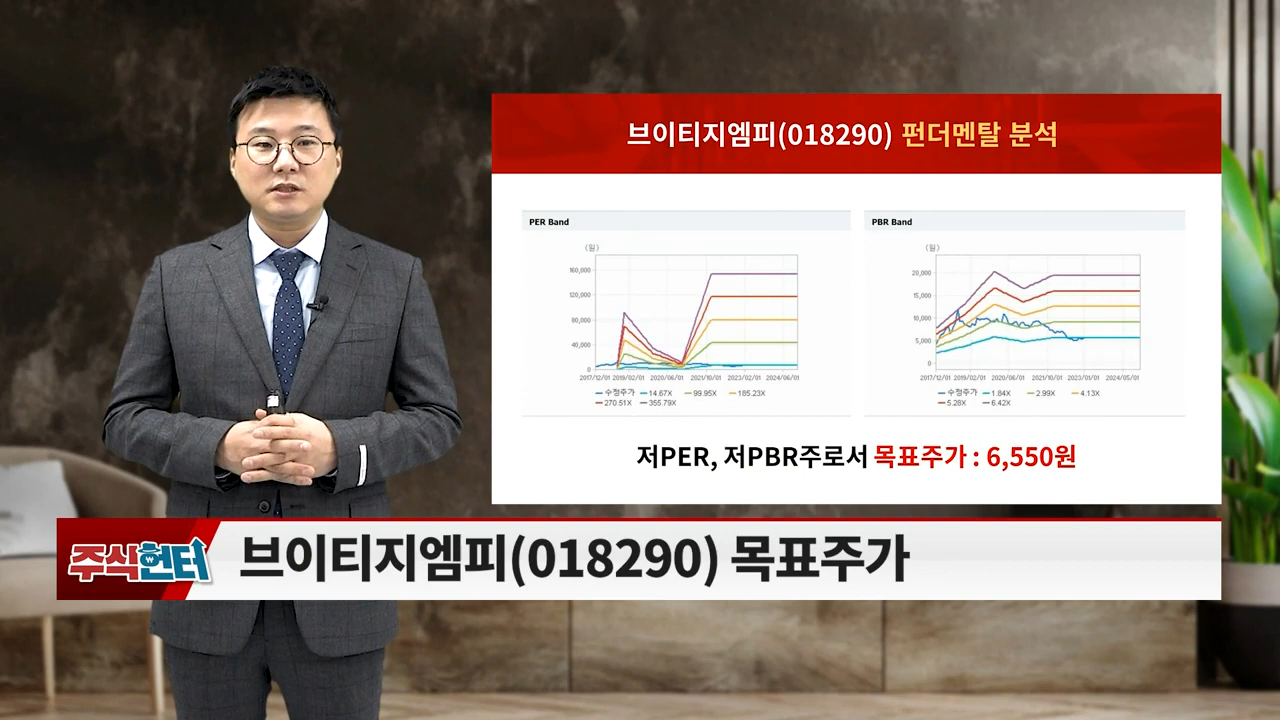 브이티지엠피(018290) 펀더멘탈 분석
PER Band
(원)
160,000
120,000
80,000
40,000
0
2017/12/01 2019/02/01 2020/06/01 2021/10/01 2023/02/01 2024/06/01
수정주가 14.67X 99.95X 185.23X
270.51X 355.79X
PBR Band
(원)
20,000
15,000
10,000
5,000
0
2017/12/01 2019/02/01 2020/06/01 2021/10/01 2023/01/01 2024/05/01
수정주가 1.84X 2.99X 4.13X
5.28X 6.42X
저PER, 저PBR주로서 목표주가 : 6,550원
주식헌터
브이티지엠피(018290) 목표주가